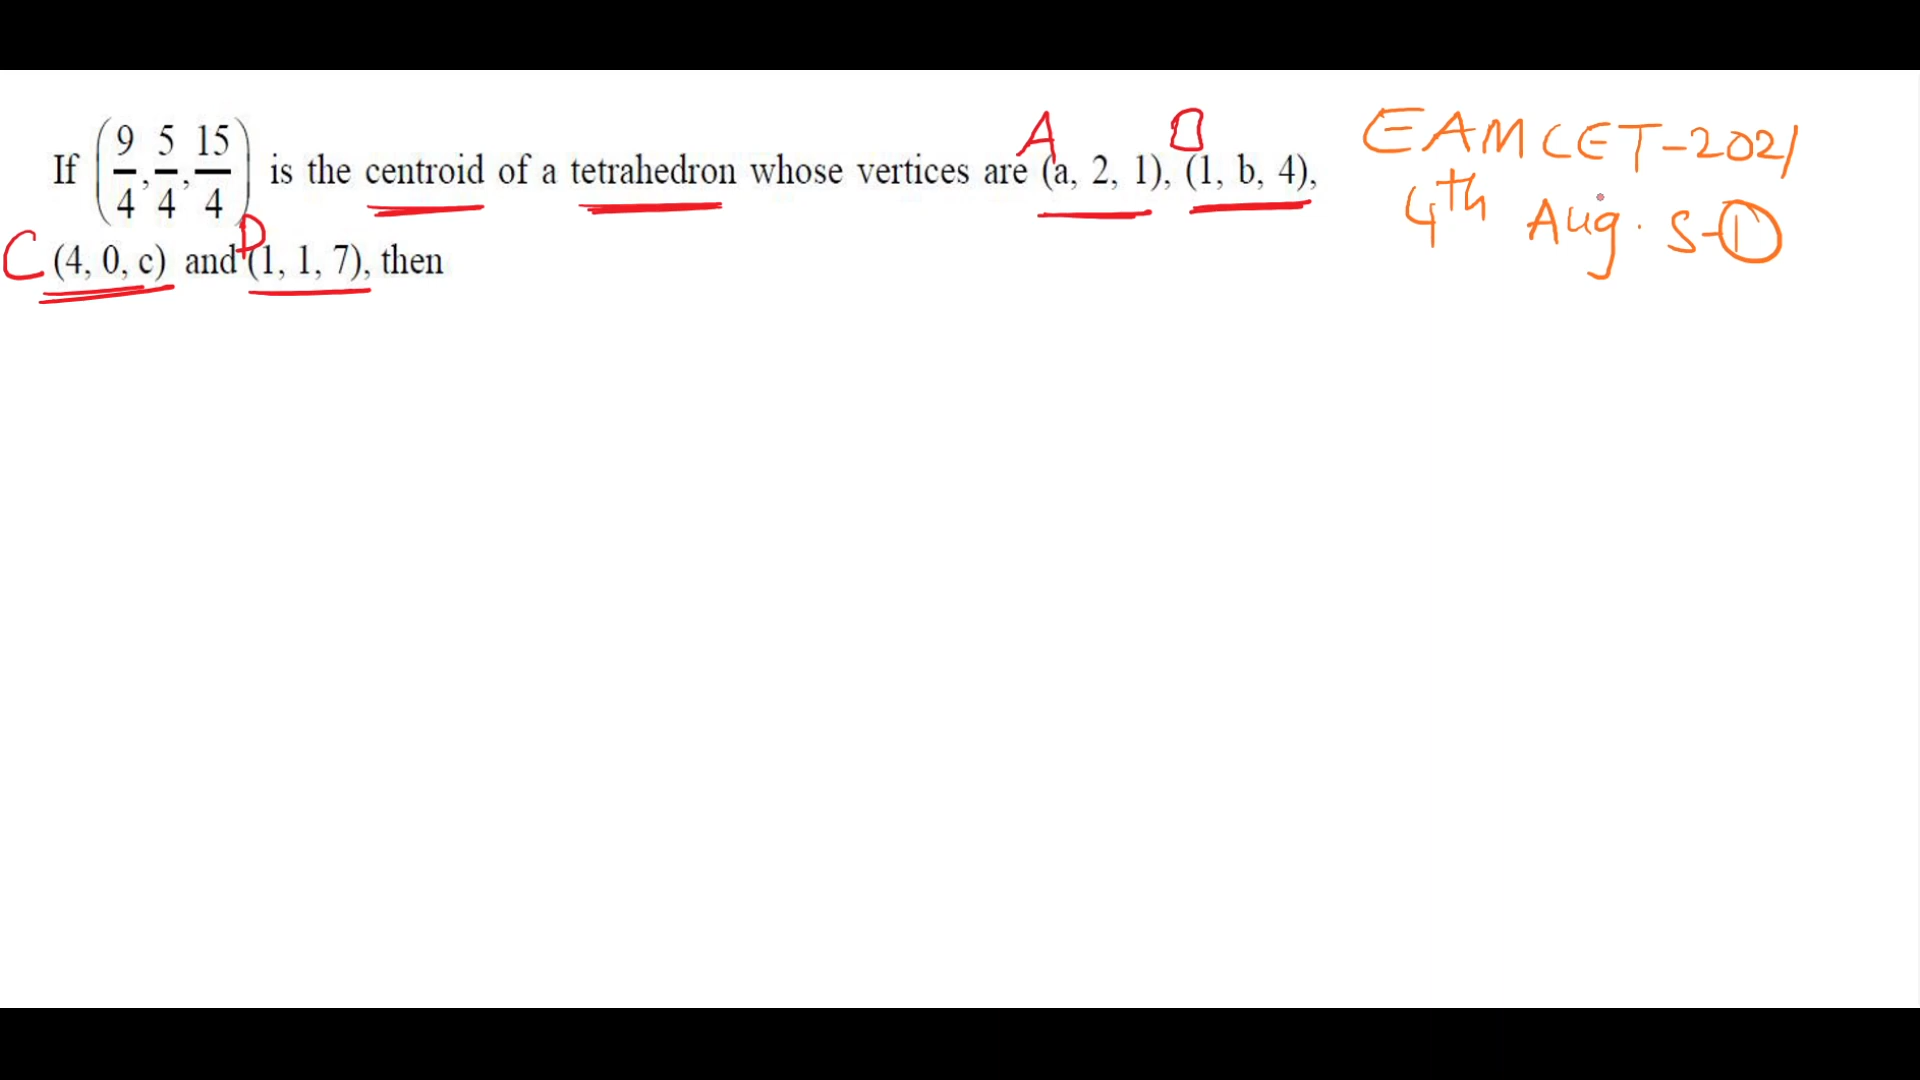 If (9/4, 5/4, 15/4) is the centroid of a tetrahedron whose vertices are (a, 2, 1), (1, b, 4),
(4, 0, c) and (1, 1, 7), then
A B
C D
EAMCET-2021
4th Aug. S-①